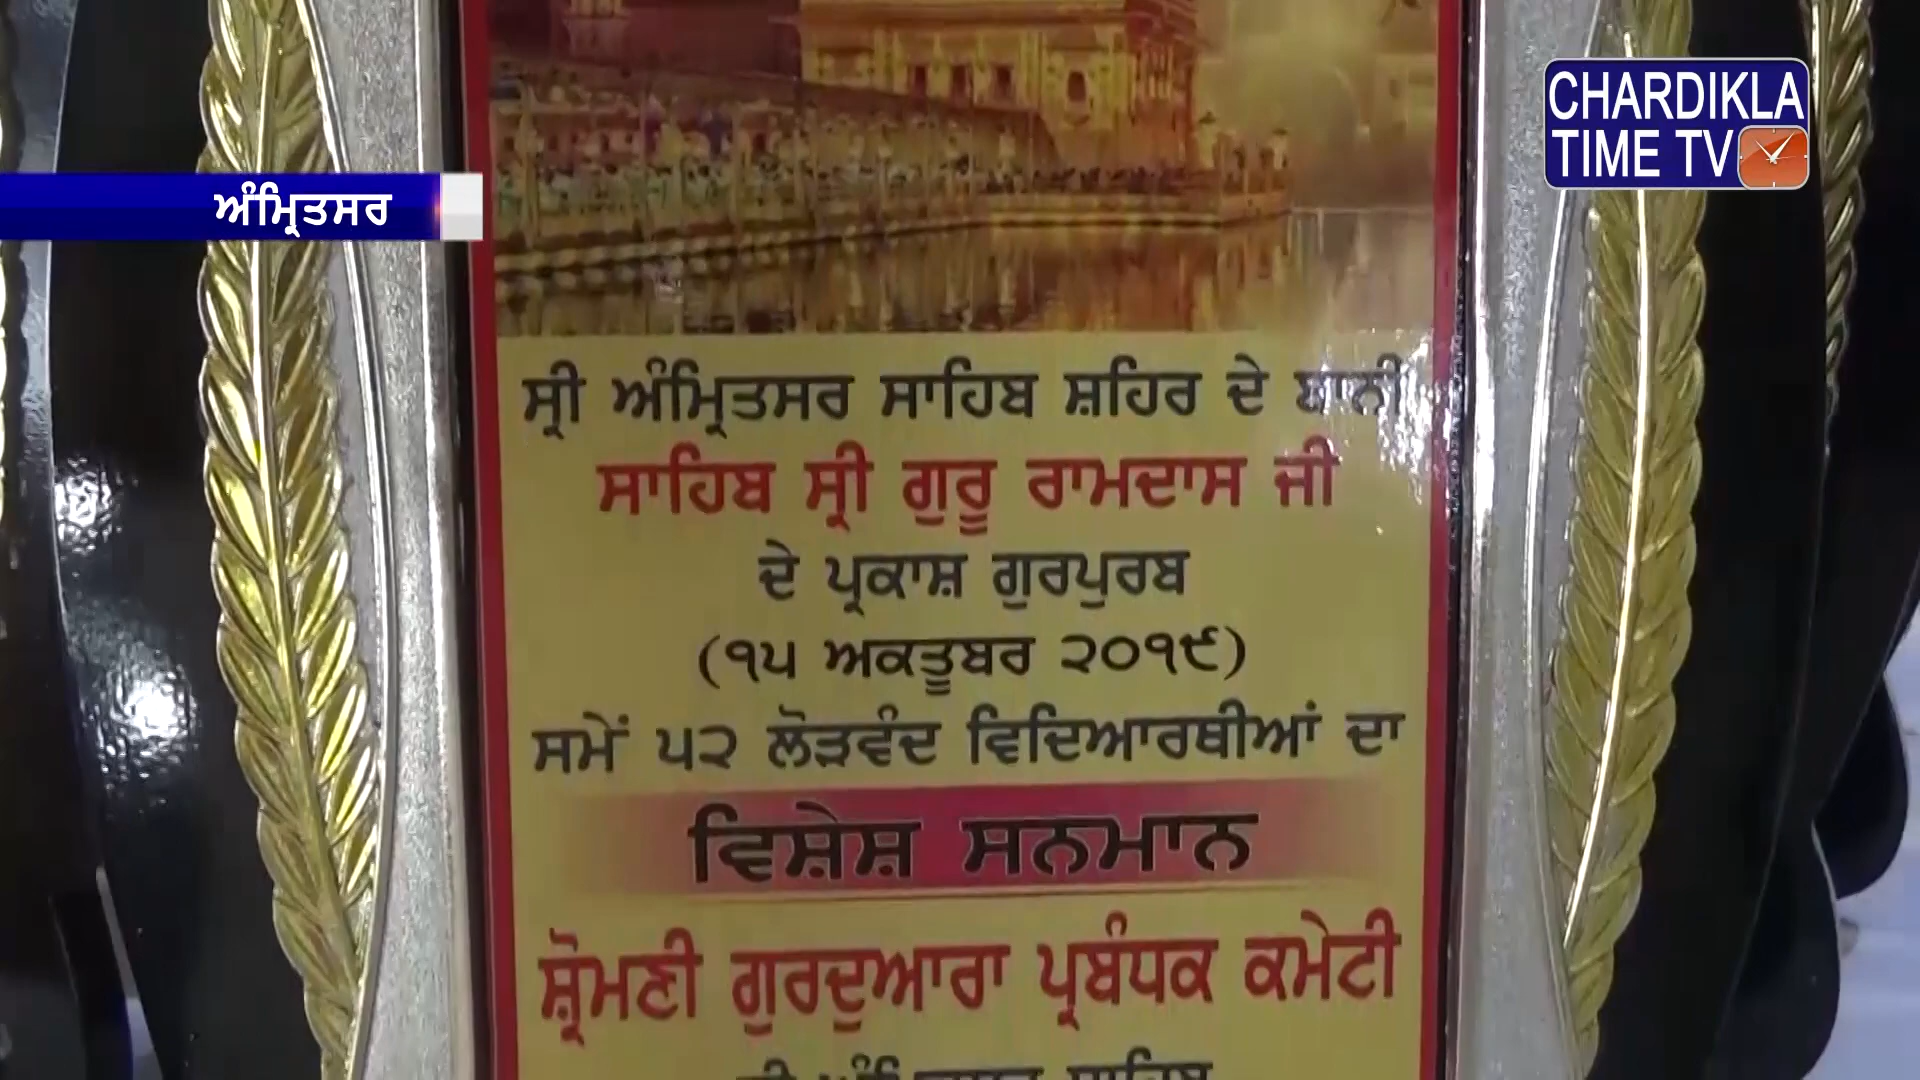 CHARDIKLA
TIME TV
ਅੰਮ੍ਰਿਤਸਰ
ਸ੍ਰੀ ਅੰਮ੍ਰਿਤਸਰ ਸਾਹਿਬ ਸ਼ਹਿਰ ਦੇ ਬਾਨੀ
ਸਾਹਿਬ ਸ੍ਰੀ ਗੁਰੂ ਰਾਮਦਾਸ ਜੀ
ਦੇ ਪ੍ਰਕਾਸ਼ ਗੁਰਪੁਰਬ
(੧੫ ਅਕਤੂਬਰ ੨੦੧੯)
ਸਮੇਂ ੫੨ ਲੋੜਵੰਦ ਵਿਦਿਆਰਥੀਆਂ ਦਾ
ਵਿਸ਼ੇਸ਼ ਸਨਮਾਨ
ਸ਼੍ਰੋਮਣੀ ਗੁਰਦੁਆਰਾ ਪ੍ਰਬੰਧਕ ਕਮੇਟੀ